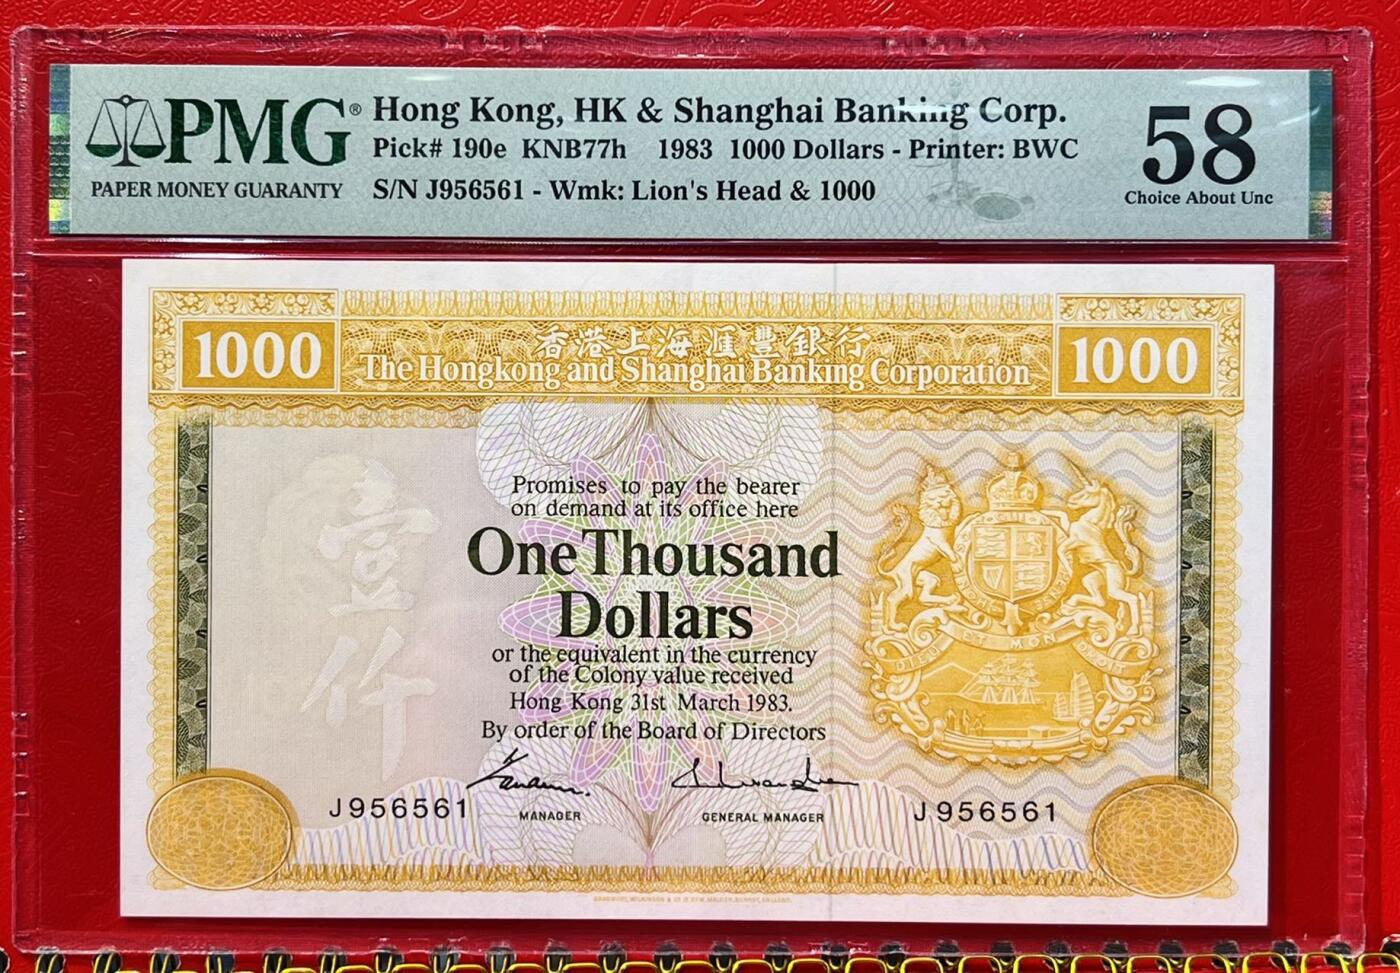 PMG®
PAPER MONEY GUARANTY
Hong Kong, HK & Shanghai Banking Corp.
Pick# 190e KNB77h 1983 1000 Dollars - Printer: BWC
S/N J956561 - Wmk: Lion's Head & 1000
58
Choice About Unc
1000
香港上海滙豐銀行
The Hongkong and Shanghai Banking Corporation
1000
壹仟
Promises to pay the bearer
on demand at its office here
One Thousand
Dollars
or the equivalent in the currency
of the Colony value received
Hong Kong 31st March 1983.
By order of the Board of Directors
DIEU ET MON DROIT
J956561
MANAGER
GENERAL MANAGER
J956561